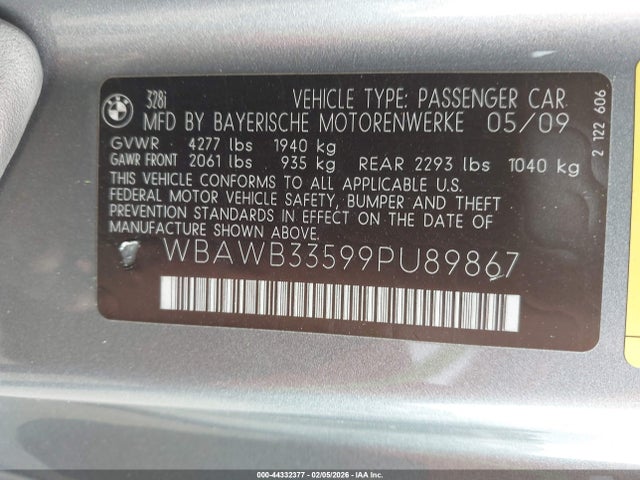 BMW
328i VEHICLE TYPE: PASSENGER CAR
MFD BY BAYERISCHE MOTORENWERKE 05/09
GVWR 4277 lbs 1940 kg
GAWR FRONT 2061 lbs 935 kg REAR 2293 lbs 1040 kg
THIS VEHICLE CONFORMS TO ALL APPLICABLE U.S.
FEDERAL MOTOR VEHICLE SAFETY, BUMPER AND THEFT
PREVENTION STANDARDS IN EFFECT ON THE DATE OF
MANUFACTURE SHOWN ABOVE.
WBAWB33599PU89867
2 122 606
000-44332377 - 02/05/2026 - IAA Inc.